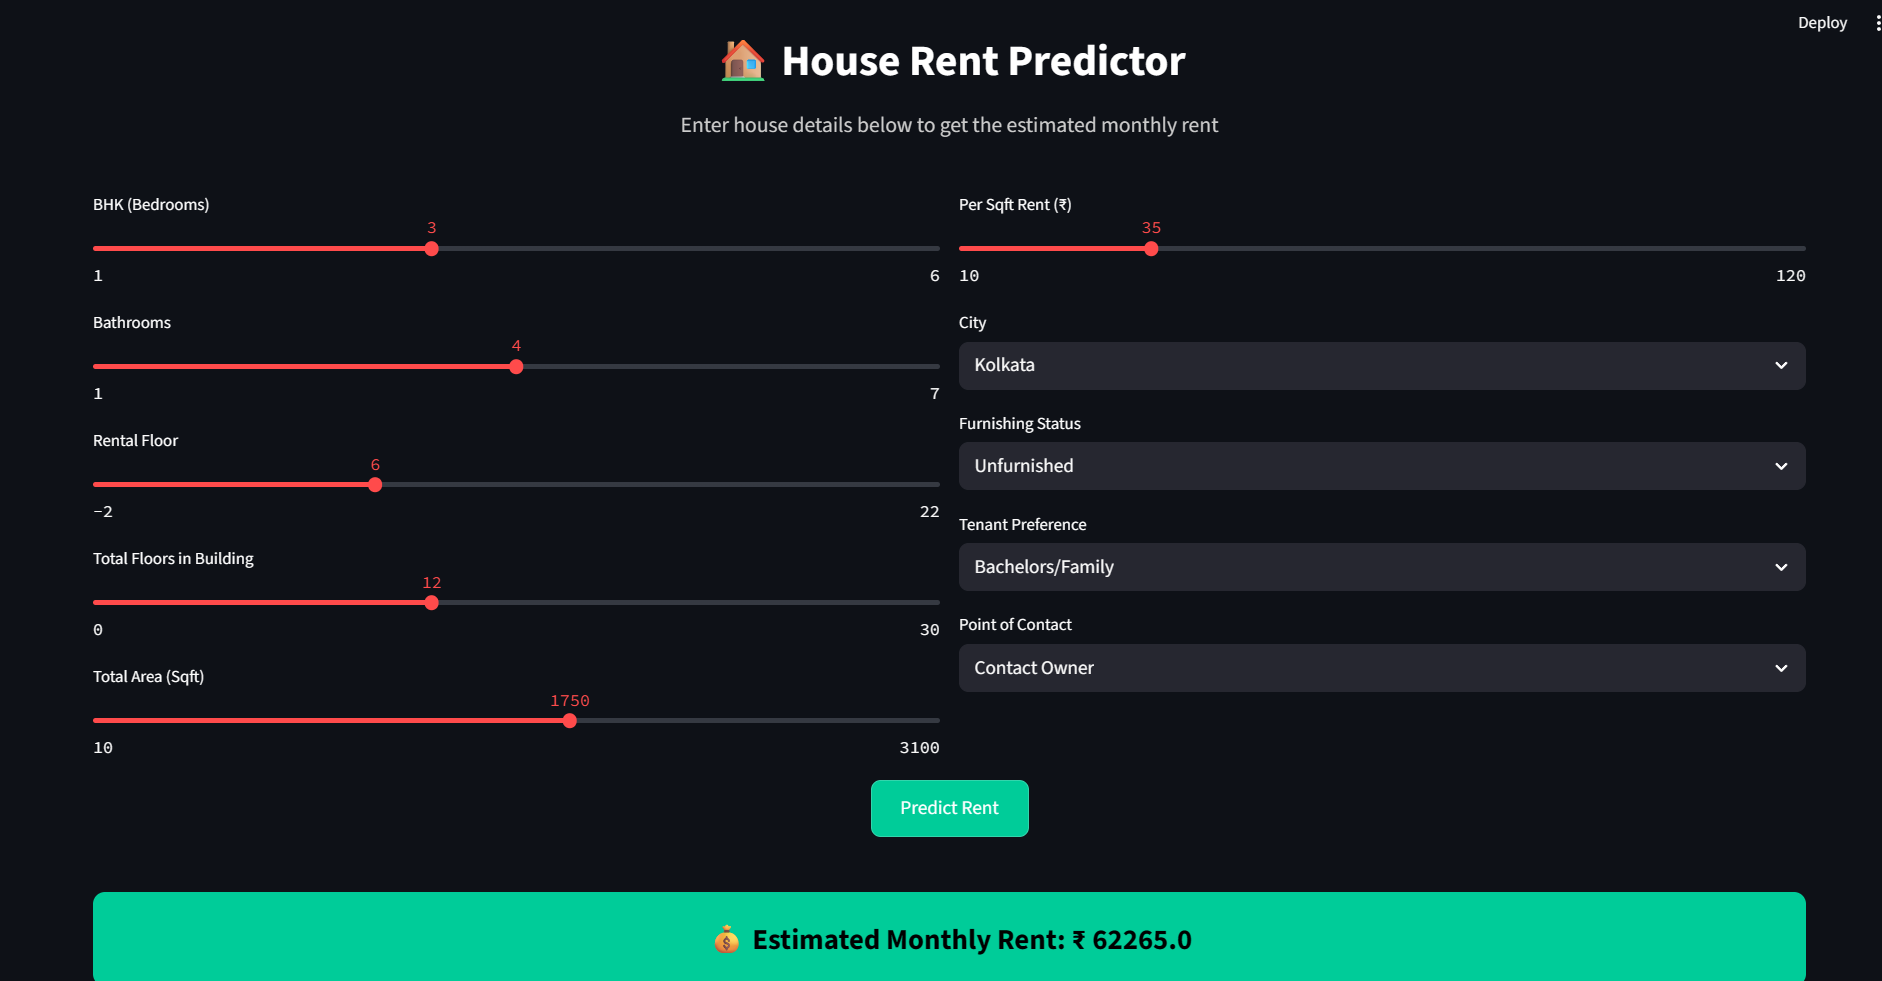 Deploy
House Rent Predictor
Enter house details below to get the estimated monthly rent
BHK (Bedrooms)
3
1 6
Bathrooms
4
1 7
Rental Floor
6
-2 22
Total Floors in Building
12
0 30
Total Area (Sqft)
1750
10 3100
Per Sqft Rent (₹)
35
10 120
City
Kolkata
Furnishing Status
Unfurnished
Tenant Preference
Bachelors/Family
Point of Contact
Contact Owner
Predict Rent
Estimated Monthly Rent: ₹ 62265.0